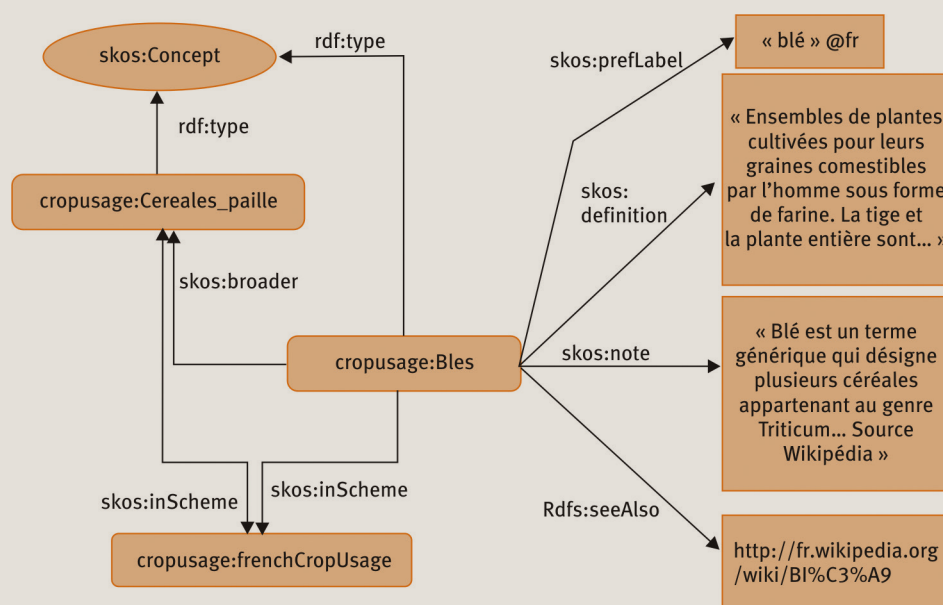 skos:Concept
rdf:type
rdf:type
cropusage:Cereales_paille
skos:broader
cropusage:Bles
skos:inScheme
skos:inScheme
cropusage:frenchCropUsage
skos:prefLabel
« blé » @fr
skos:
definition
« Ensembles de plantes
cultivées pour leurs
graines comestibles
par l’homme sous forme
de farine. La tige et
la plante entière sont... »
skos:note
« Blé est un terme
générique qui désigne
plusieurs céréales
appartenant au genre
Triticum... Source
Wikipédia »
Rdfs:seeAlso
http://fr.wikipedia.org
/wiki/BI%C3%A9